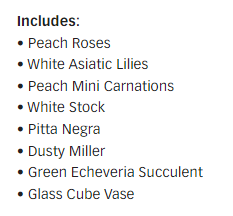 Includes:
• Peach Roses
• White Asiatic Lilies
• Peach Mini Carnations
• White Stock
• Pitta Negra
• Dusty Miller
• Green Echeveria Succulent
• Glass Cube Vase